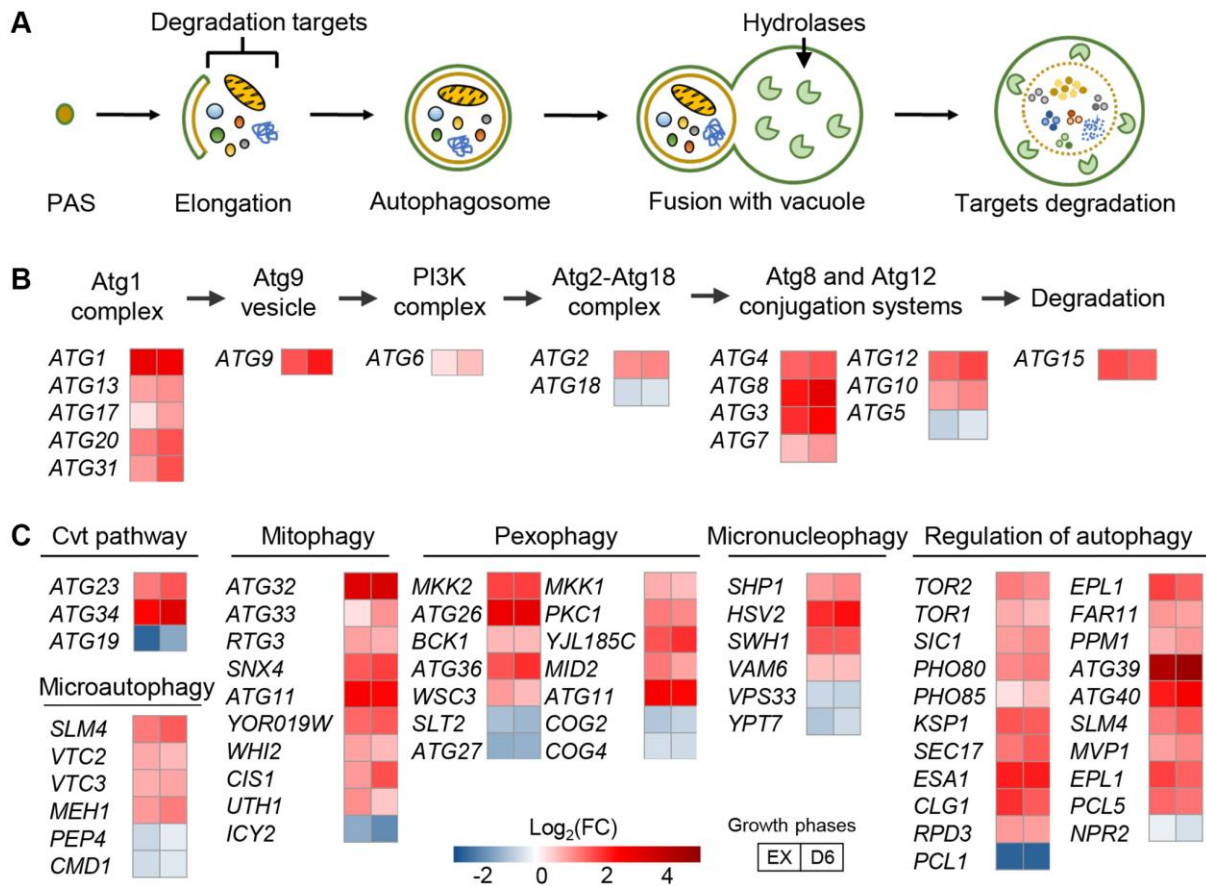 A
Degradation targets
Hydrolases
PAS
Elongation
Autophagosome
Fusion with vacuole
Targets degradation
B
Atg1
complex
Atg9
vesicle
PI3K
complex
Atg2-Atg18
complex
Atg8 and Atg12
conjugation systems
Degradation
ATG1
ATG13
ATG17
ATG20
ATG31
ATG9
ATG6
ATG2
ATG18
ATG4
ATG8
ATG3
ATG7
ATG12
ATG10
ATG5
ATG15
C
Cvt pathway
ATG23
ATG34
ATG19
Microautophagy
SLM4
VTC2
VTC3
MEH1
PEP4
CMD1
Mitophagy
ATG32
ATG33
RTG3
SNX4
ATG11
YOR019W
WHI2
CIS1
UTH1
ICY2
Pexophagy
MKK2
ATG26
BCK1
ATG36
WSC3
SLT2
ATG27
MKK1
PKC1
YJL185C
MID2
ATG11
COG2
COG4
Micronucleophagy
SHP1
HSV2
SWH1
VAM6
VPS33
YPT7
Regulation of autophagy
TOR2
TOR1
SIC1
PHO80
PHO85
KSP1
SEC17
ESA1
CLG1
RPD3
PCL1
EPL1
FAR11
PPM1
ATG39
ATG40
SLM4
MVP1
EPL1
PCL5
NPR2
Log2(FC)
-2 0 2 4
Growth phases
EX D6